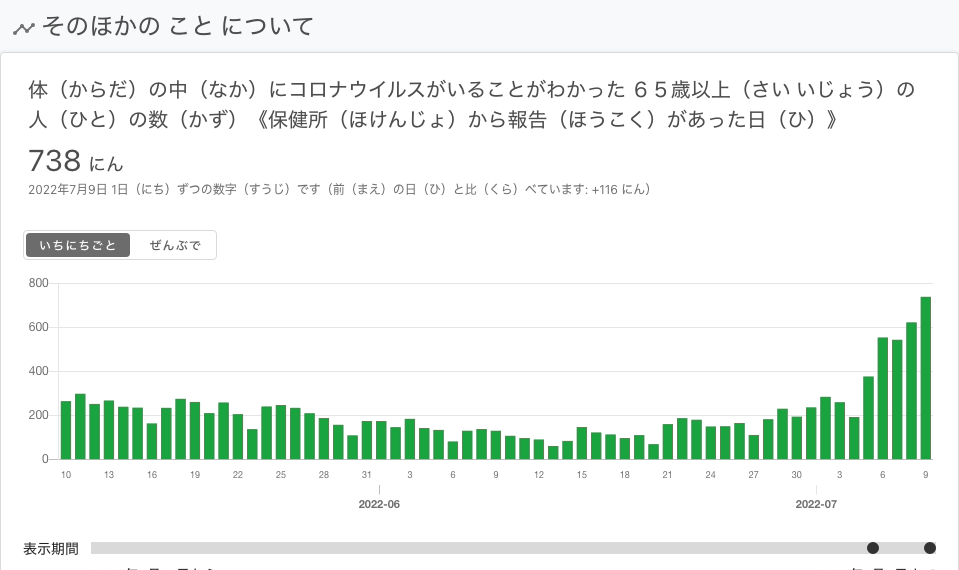 そのほかの こと について
体（からだ）の中（なか）にコロナウイルスがいることがわかった ６５歳以上（さい いじょう）の
人（ひと）の数（かず）《保健所（ほけんじょ）から報告（ほうこく）があった日（ひ）》
738 にん
2022年7月9日 1日（にち）ずつの数字（すうじ）です（前（まえ）の日（ひ）と比（くら）べています: +116 にん）
いちにちごと ぜんぶで
800
600
400
200
0
10 13 16 19 22 25 28 31 3 6 9 12 15 18 21 24 27 30 3 6 9
2022-06 2022-07
表示期間